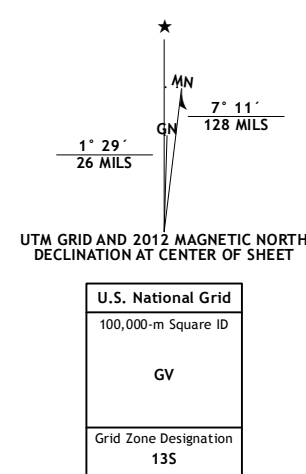 ★
MN
7° 11´
128 MILS
GN
1° 29´
26 MILS
UTM GRID AND 2012 MAGNETIC NORTH
DECLINATION AT CENTER OF SHEET
U.S. National Grid
100,000-m Square ID
GV
Grid Zone Designation
13S